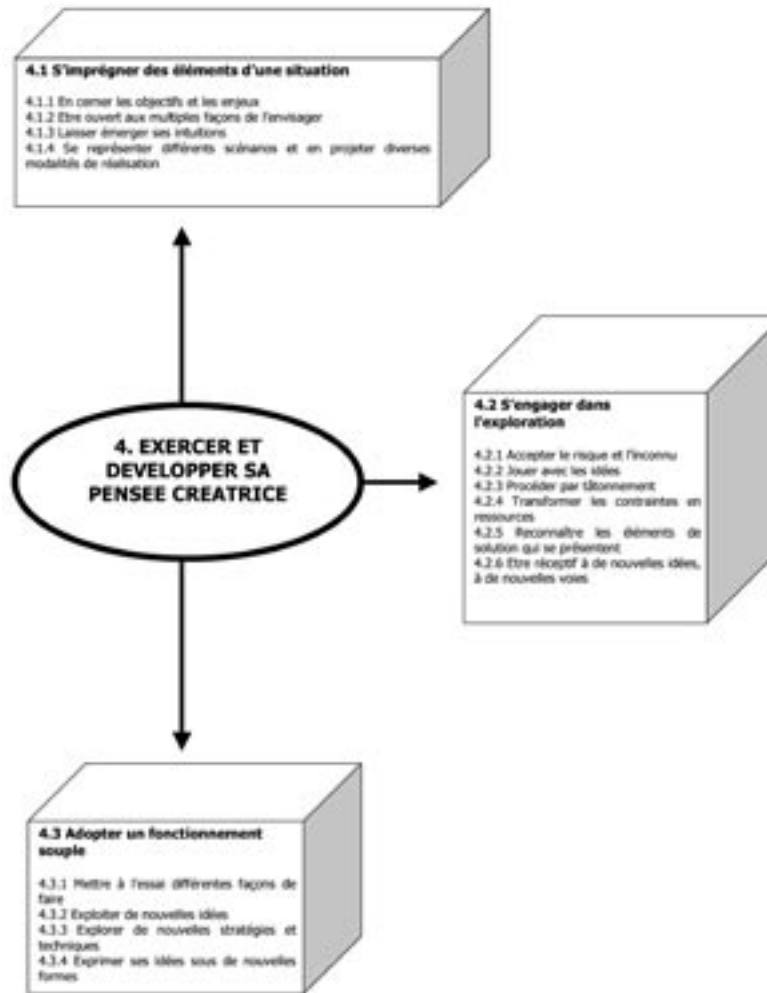 4.1 S'imprégner des éléments d'une situation
4.1.1 En cerner les objectifs et les enjeux
4.1.2 Etre ouvert aux multiples façons de l'envisager
4.1.3 Laisser émerger ses intuitions
4.1.4 Se représenter différents scénarios et en projeter diverses
modalités de réalisation
4. EXERCER ET
DEVELOPPER SA
PENSEE CREATRICE
4.2 S'engager dans
l'exploration
4.2.1 Accepter le risque et l'inconnu
4.2.2 Jouer avec les idées
4.2.3 Procéder par tâtonnement
4.2.4 Transformer les contraintes en
ressources
4.2.5 Reconnaître les éléments de
solution qui se présentent
4.2.6 Etre réceptif à de nouvelles idées,
à de nouvelles voies
4.3 Adopter un fonctionnement
souple
4.3.1 Mettre à l'essai différentes façons de
faire
4.3.2 Exploiter de nouvelles idées
4.3.3 Explorer de nouvelles stratégies et
techniques
4.3.4 Exprimer ses idées sous de nouvelles
formes